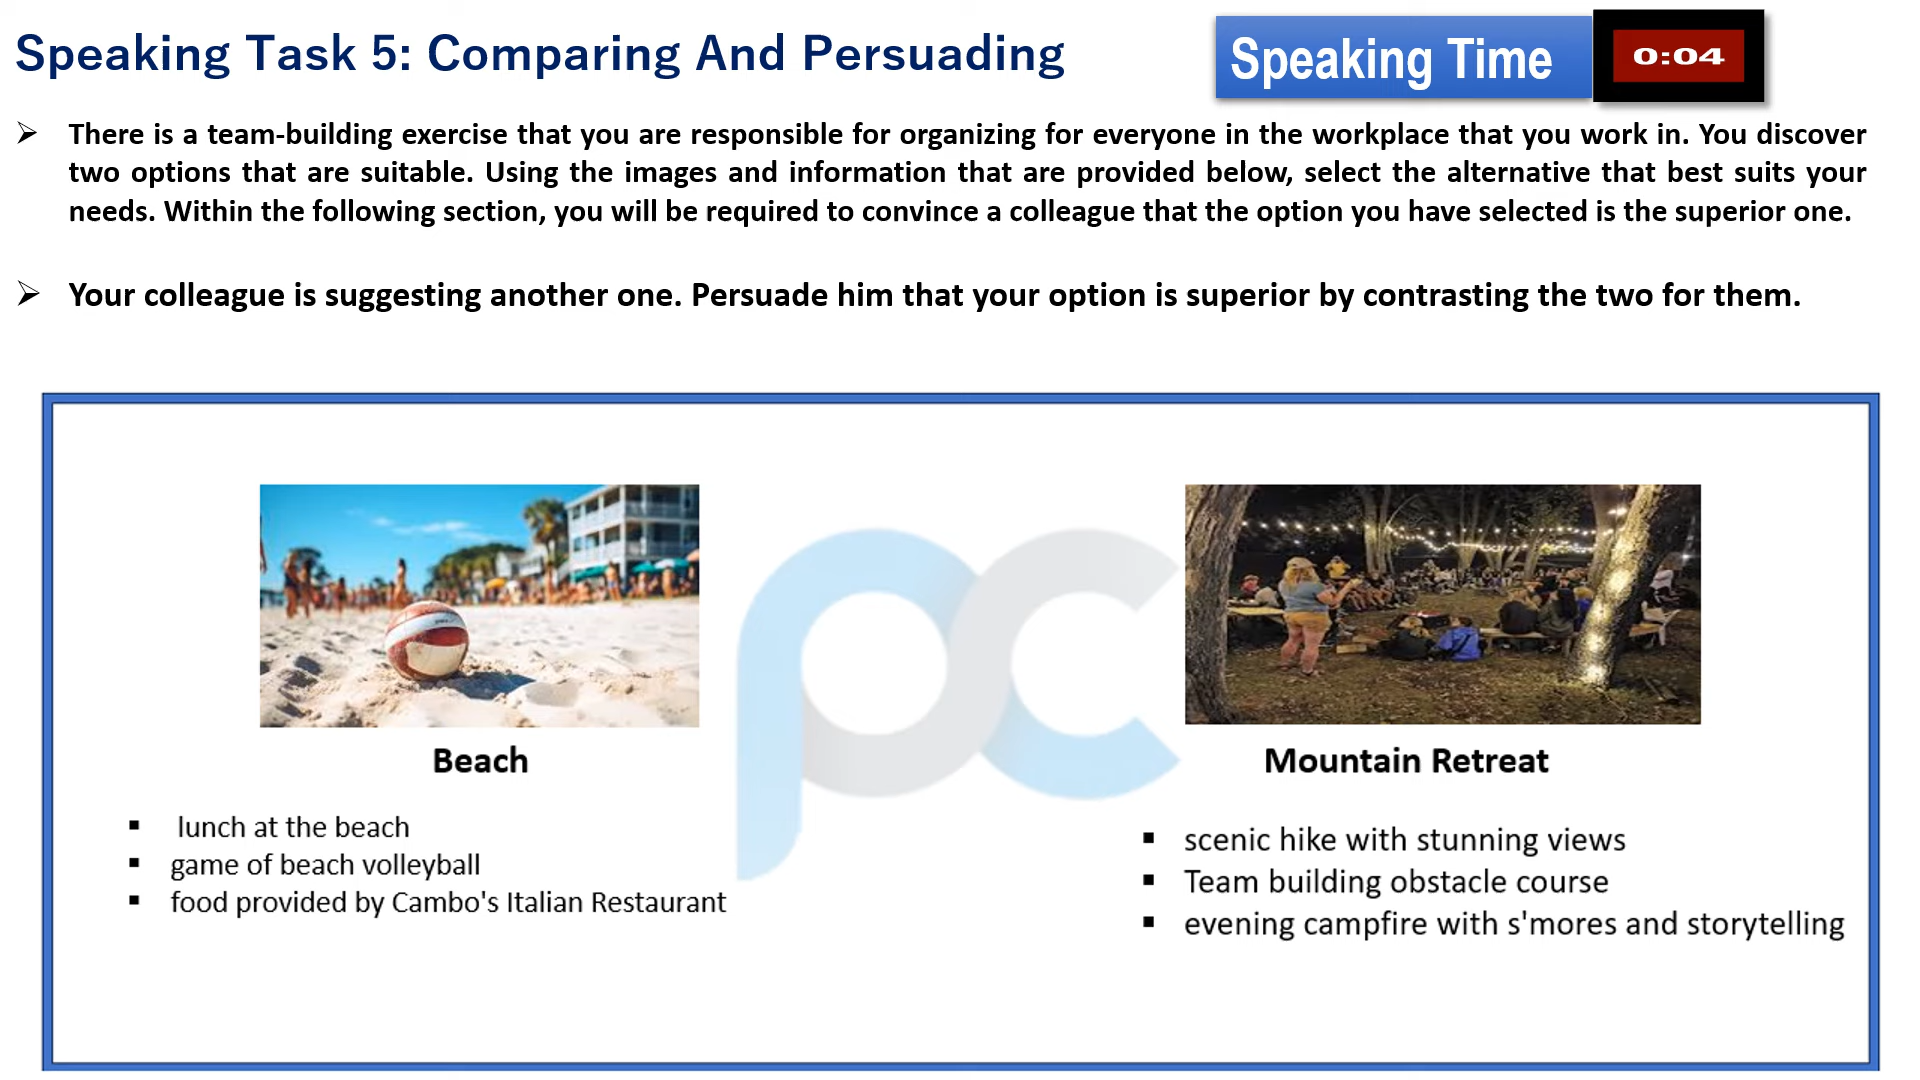 Speaking Task 5: Comparing And Persuading
Speaking Time
0:04
➢ There is a team-building exercise that you are responsible for organizing for everyone in the workplace that you work in. You discover
two options that are suitable. Using the images and information that are provided below, select the alternative that best suits your
needs. Within the following section, you will be required to convince a colleague that the option you have selected is the superior one.
➢ Your colleague is suggesting another one. Persuade him that your option is superior by contrasting the two for them.
pc
Beach
▪ lunch at the beach
▪ game of beach volleyball
▪ food provided by Cambo's Italian Restaurant
Mountain Retreat
▪ scenic hike with stunning views
▪ Team building obstacle course
▪ evening campfire with s'mores and storytelling